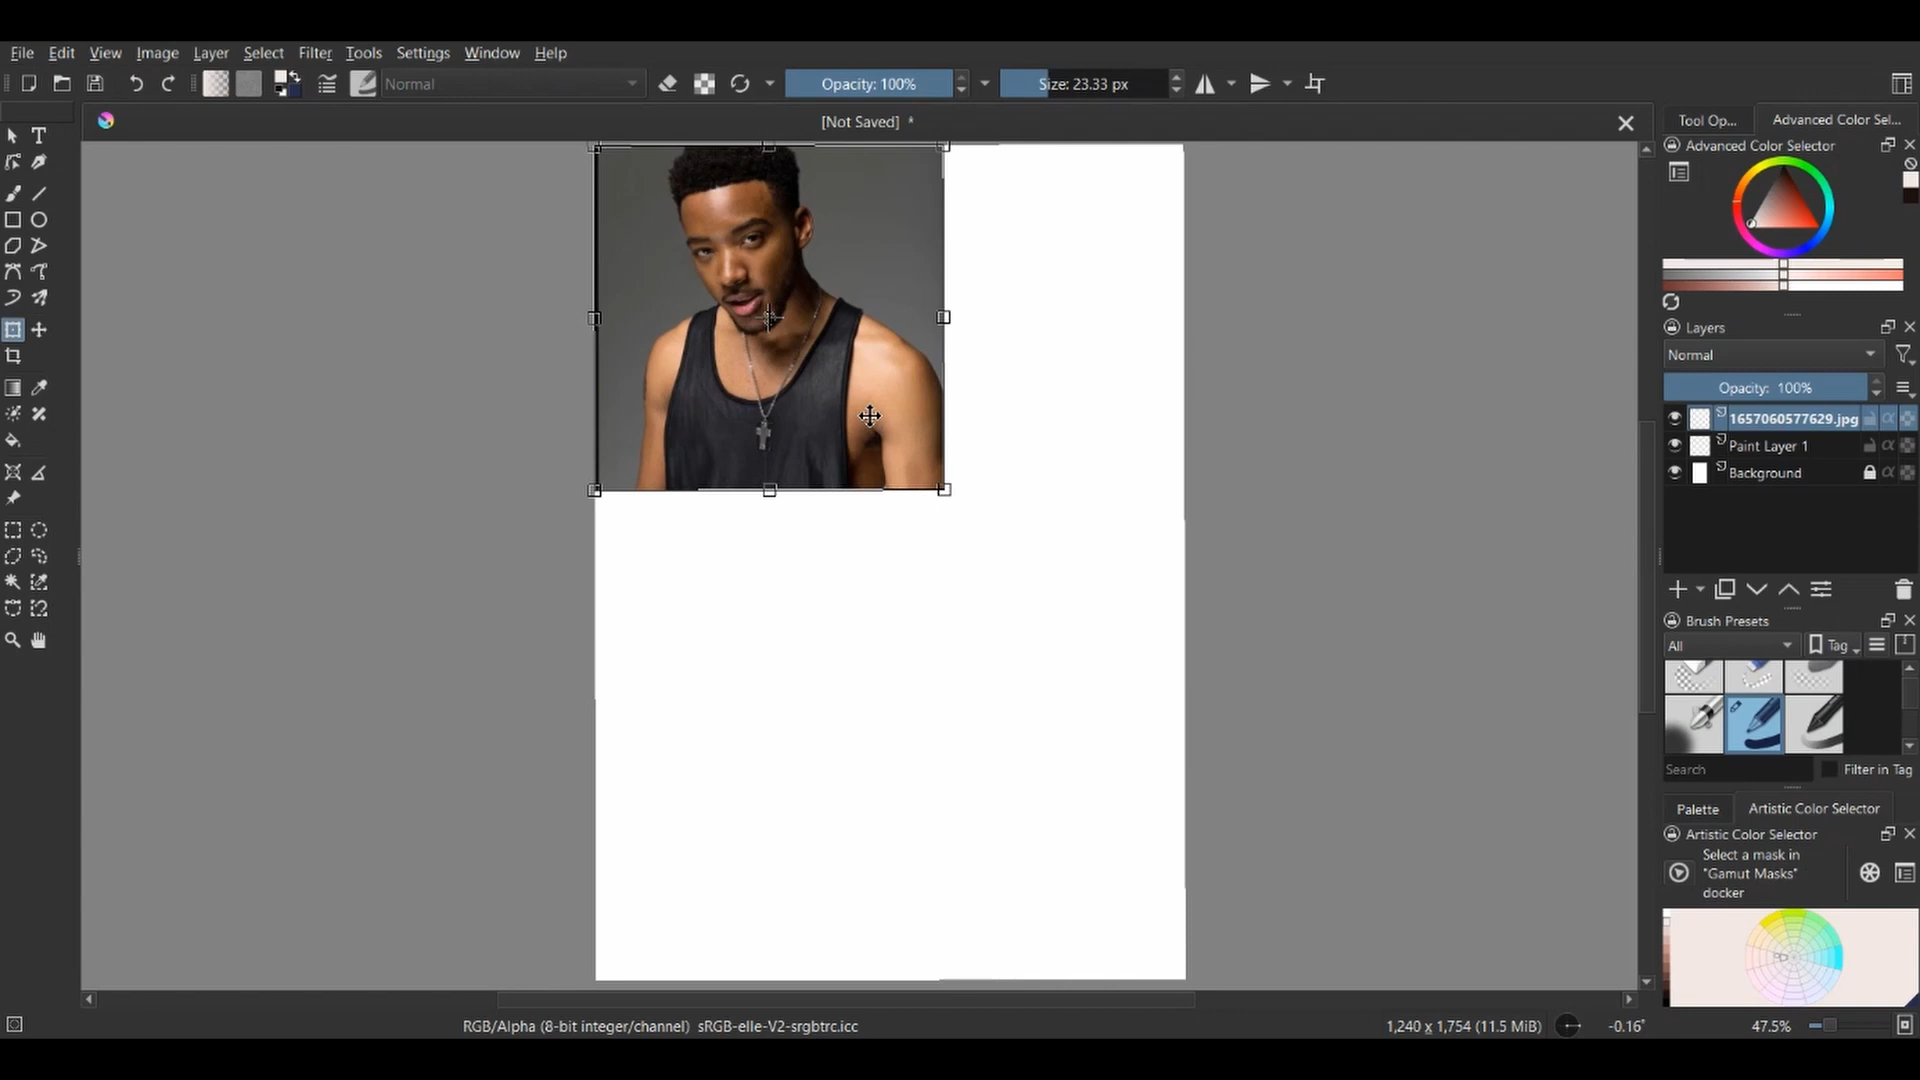 File Edit View Image Layer Select Filter Tools Settings Window Help
Normal
Opacity: 100%
Size: 23.33 px
[Not Saved] *
Tool Op...
Advanced Color Sel...
Advanced Color Selector
Layers
Normal
Opacity: 100%
1657060577629.jpg
Paint Layer 1
Background
Brush Presets
All
Tag
Search
Filter in Tag
Palette
Artistic Color Selector
Artistic Color Selector
Select a mask in
"Gamut Masks"
docker
RGB/Alpha (8-bit integer/channel) sRGB-elle-V2-srgbtrc.icc
1,240 x 1,754 (11.5 MiB)
-0.16°
47.5%